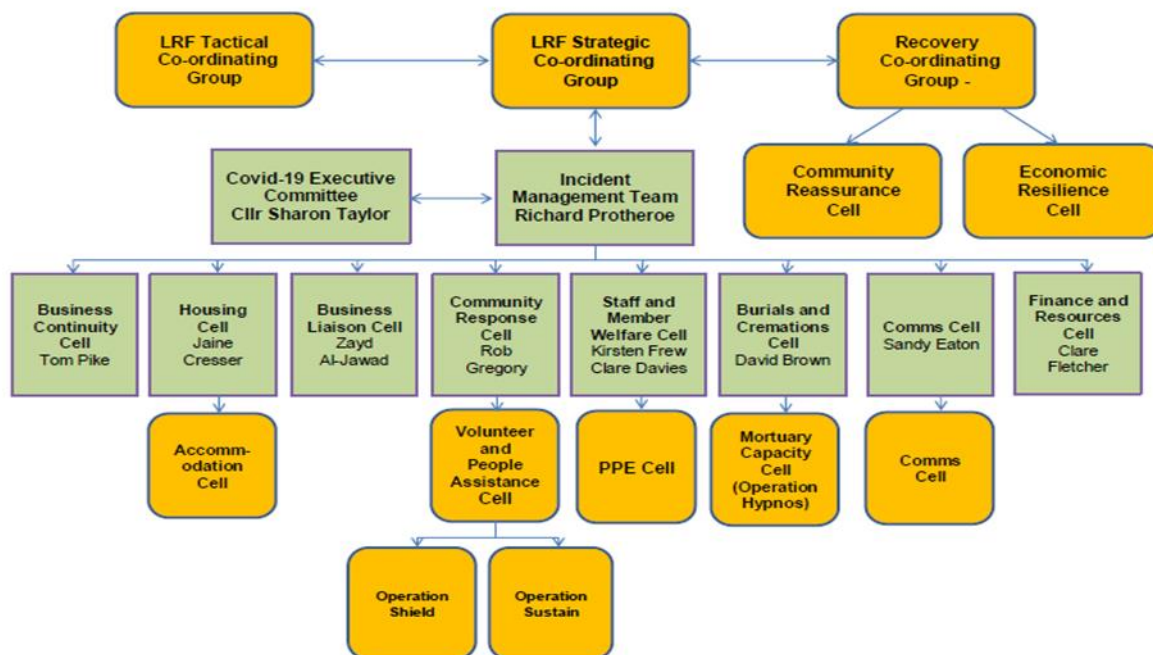 LRF Tactical
Co-ordinating
Group
LRF Strategic
Co-ordinating
Group
Recovery
Co-ordinating
Group -
Community
Reassurance
Cell
Economic
Resilience
Cell
Covid-19 Executive
Committee
Cllr Sharon Taylor
Incident
Management Team
Richard Protheroe
Business
Continuity
Cell
Tom Pike
Housing
Cell
Jaine
Cresser
Business
Liaison Cell
Zayd
Al-Jawad
Community
Response
Cell
Rob
Gregory
Staff and
Member
Welfare Cell
Kirsten Frew
Clare Davies
Burials and
Cremations
Cell
David Brown
Comms Cell
Sandy Eaton
Finance and
Resources
Cell
Clare
Fletcher
Accomm-
odation
Cell
Volunteer
and
People
Assistance
Cell
PPE Cell
Mortuary
Capacity
Cell
(Operation
Hypnos)
Comms
Cell
Operation
Shield
Operation
Sustain